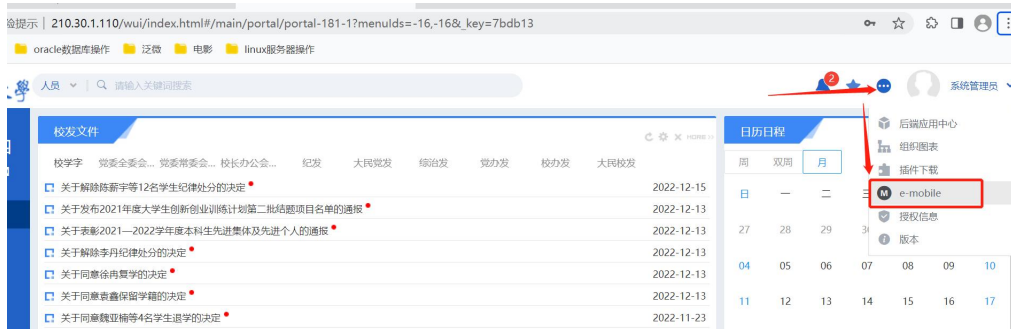 险提示 | 210.30.1.110/wui/index.html#/main/portal/portal-181-1?menuIds=-16,-16&_key=7bdb13
oracle数据库操作 泛微 电影 linux服务器操作
人员 请输入关键词搜索 2 系统管理员
校发文件 MORE 日历日程
校学字 党委全委会... 党委常委会... 校长办公会... 纪发 大民党发 综治发 党办发 校办发 大民校发
周 双周 月
关于解除陈薪宇等12名学生纪律处分的决定 2022-12-15
关于发布2021年度大学生创新创业训练计划第二批结题项目名单的通报 2022-12-13
关于表彰2021—2022学年度本科生先进集体及先进个人的通报 2022-12-13
关于解除李丹纪律处分的决定 2022-12-13
关于同意徐冉复学的决定 2022-12-13
关于同意袁鑫保留学籍的决定 2022-12-13
关于同意魏亚楠等4名学生退学的决定 2022-11-23
日 一 二 三
27 28 29 30
04 05 06 07 08 09 10
11 12 13 14 15 16 17
后端应用中心
组织图表
插件下载
M e-mobile
授权信息
版本